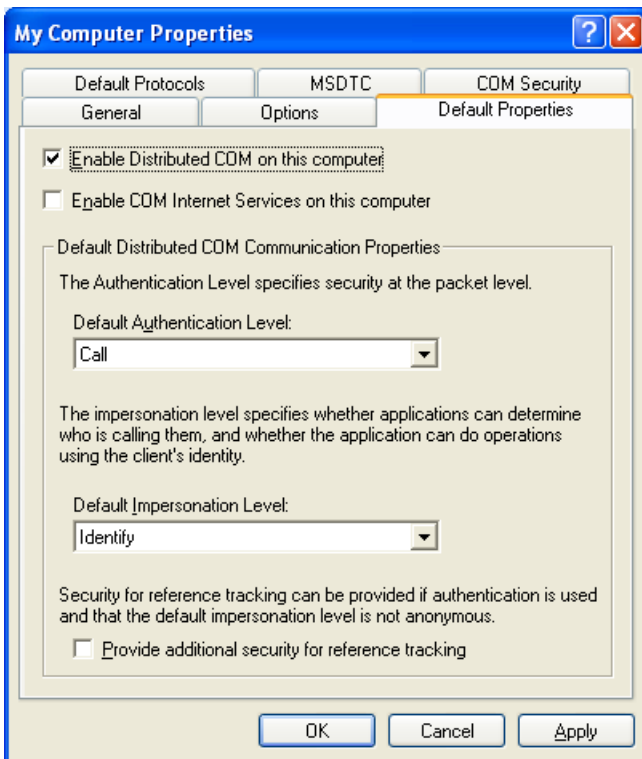 My Computer Properties
Default Protocols MSDTC COM Security
General Options Default Properties
Enable Distributed COM on this computer
Enable COM Internet Services on this computer
Default Distributed COM Communication Properties
The Authentication Level specifies security at the packet level.
Default Authentication Level:
Call
The impersonation level specifies whether applications can determine
who is calling them, and whether the application can do operations
using the client's identity.
Default Impersonation Level:
Identify
Security for reference tracking can be provided if authentication is used
and that the default impersonation level is not anonymous.
Provide additional security for reference tracking
OK Cancel Apply